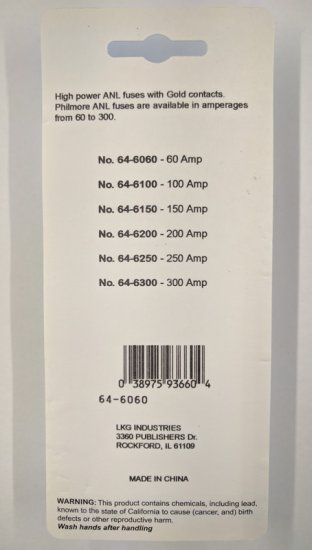 High power ANL fuses with Gold contacts.
Philmore ANL fuses are available in amperages
from 60 to 300.
No. 64-6060 - 60 Amp
No. 64-6100 - 100 Amp
No. 64-6150 - 150 Amp
No. 64-6200 - 200 Amp
No. 64-6250 - 250 Amp
No. 64-6300 - 300 Amp
0 38975 93660 4
64-6060
LKG INDUSTRIES
3360 PUBLISHERS Dr.
ROCKFORD, IL 61109
MADE IN CHINA
WARNING: This product contains chemicals, including lead,
known to the state of California to cause (cancer, and) birth
defects or other reproductive harm.
Wash hands after handling